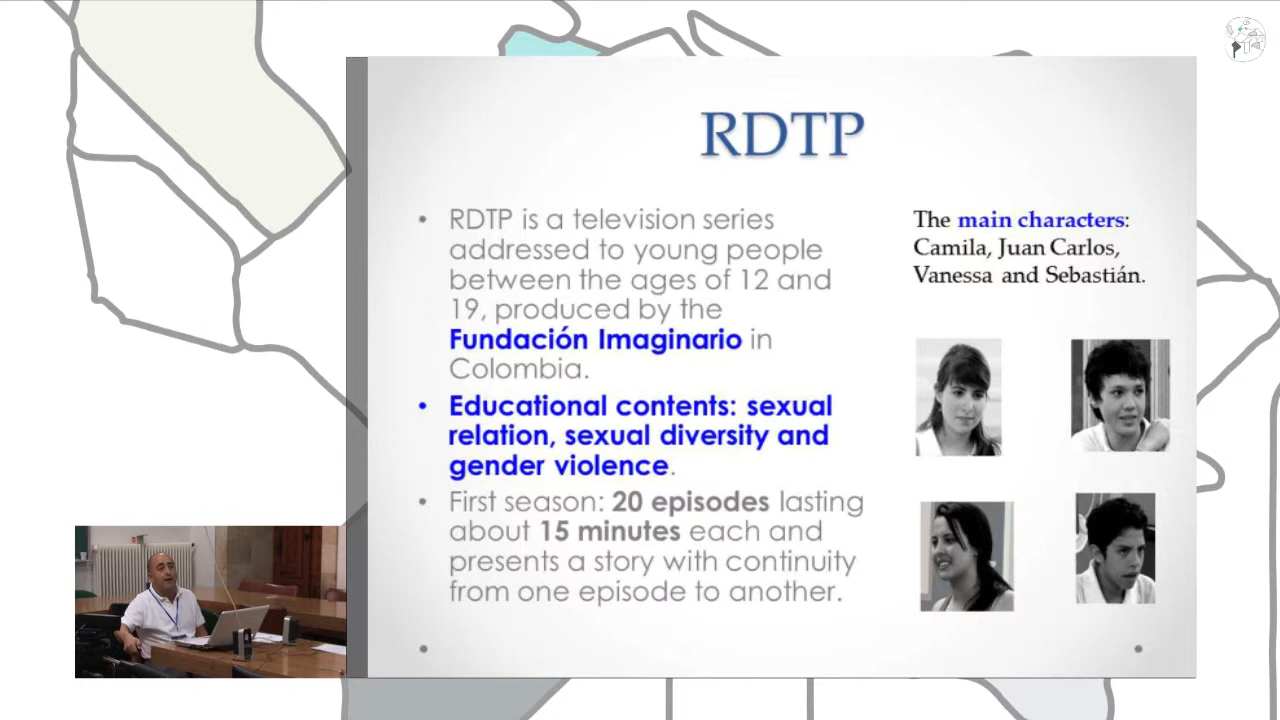 RDTP
• RDTP is a television series
addressed to young people
between the ages of 12 and
19, produced by the
Fundación Imaginario in
Colombia.
• Educational contents: sexual
relation, sexual diversity and
gender violence.
• First season: 20 episodes lasting
about 15 minutes each and
presents a story with continuity
from one episode to another.
The main characters:
Camila, Juan Carlos,
Vanessa and Sebastián.